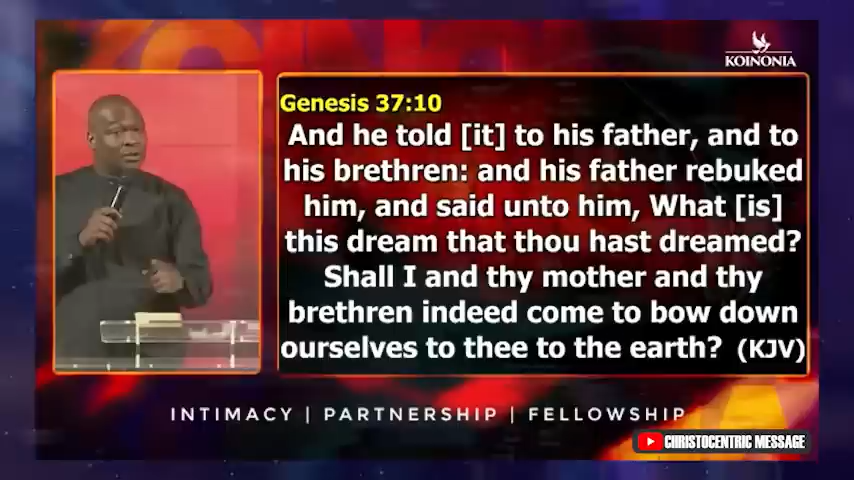 KOINONIA
Genesis 37:10
And he told [it] to his father, and to
his brethren: and his father rebuked
him, and said unto him, What [is]
this dream that thou hast dreamed?
Shall I and thy mother and thy
brethren indeed come to bow down
ourselves to thee to the earth? (KJV)
INTIMACY | PARTNERSHIP | FELLOWSHIP
CHRISTOCENTRIC MESSAGE